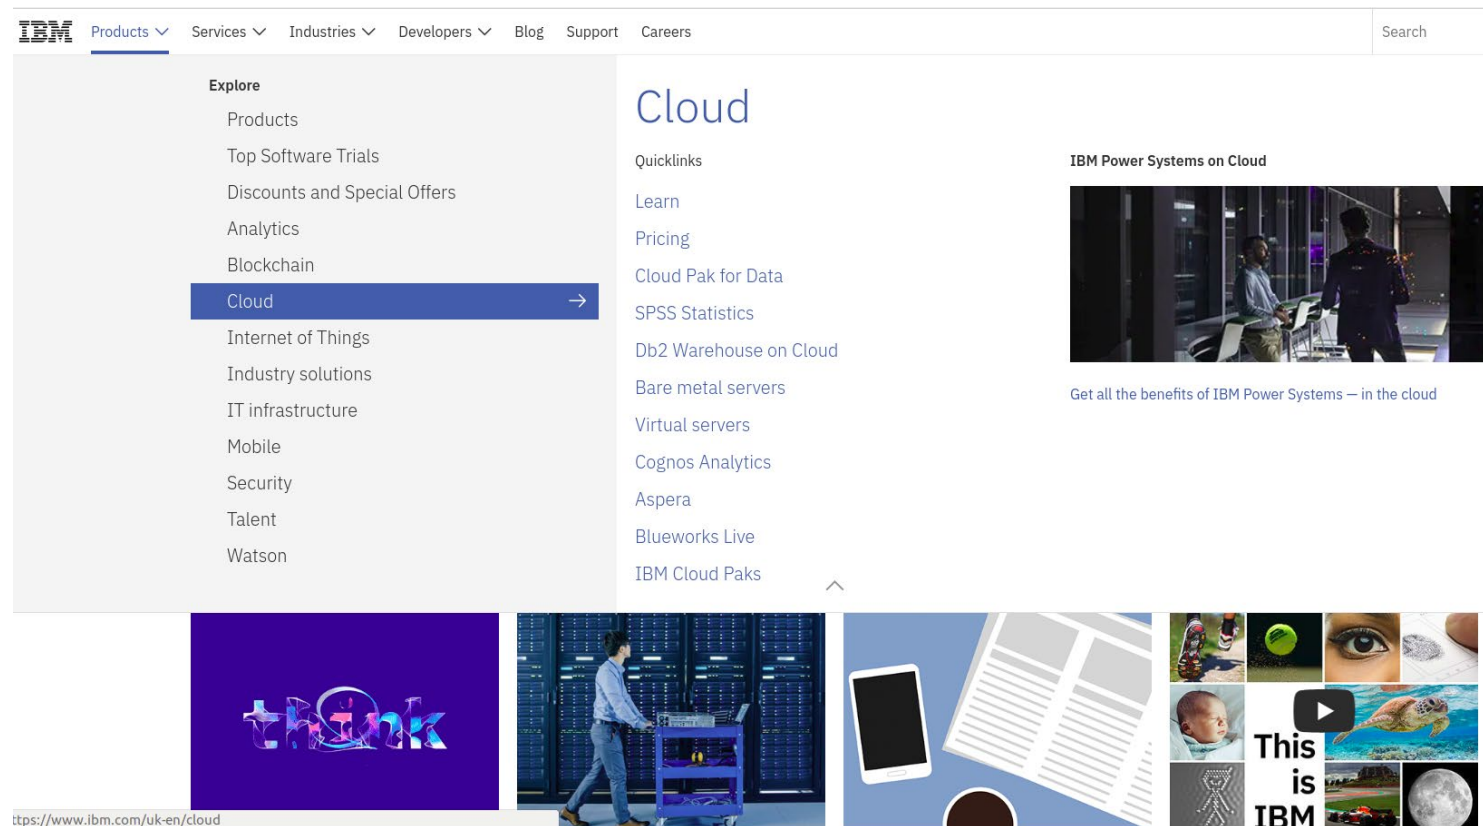 IBM Products Services Industries Developers Blog Support Careers Search
Explore
Products
Top Software Trials
Discounts and Special Offers
Analytics
Blockchain
Cloud
Internet of Things
Industry solutions
IT infrastructure
Mobile
Security
Talent
Watson
Cloud
Quicklinks
Learn
Pricing
Cloud Pak for Data
SPSS Statistics
Db2 Warehouse on Cloud
Bare metal servers
Virtual servers
Cognos Analytics
Aspera
Blueworks Live
IBM Cloud Paks
IBM Power Systems on Cloud
Get all the benefits of IBM Power Systems — in the cloud
think
This
is
IBM
ttps://www.ibm.com/uk-en/cloud